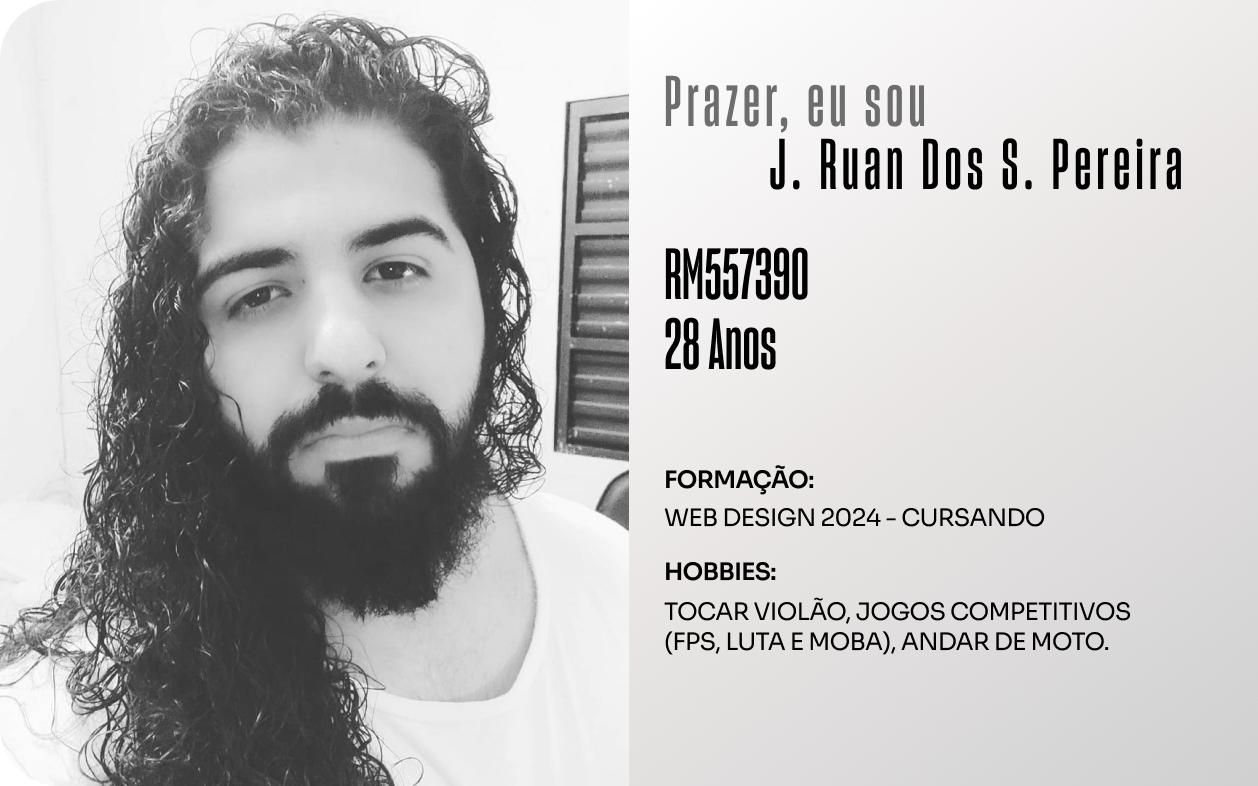 Prazer, eu sou
J. Ruan Dos S. Pereira
RM557390
28 Anos
FORMAÇÃO:
WEB DESIGN 2024 - CURSANDO
HOBBIES:
TOCAR VIOLÃO, JOGOS COMPETITIVOS
(FPS, LUTA E MOBA), ANDAR DE MOTO.